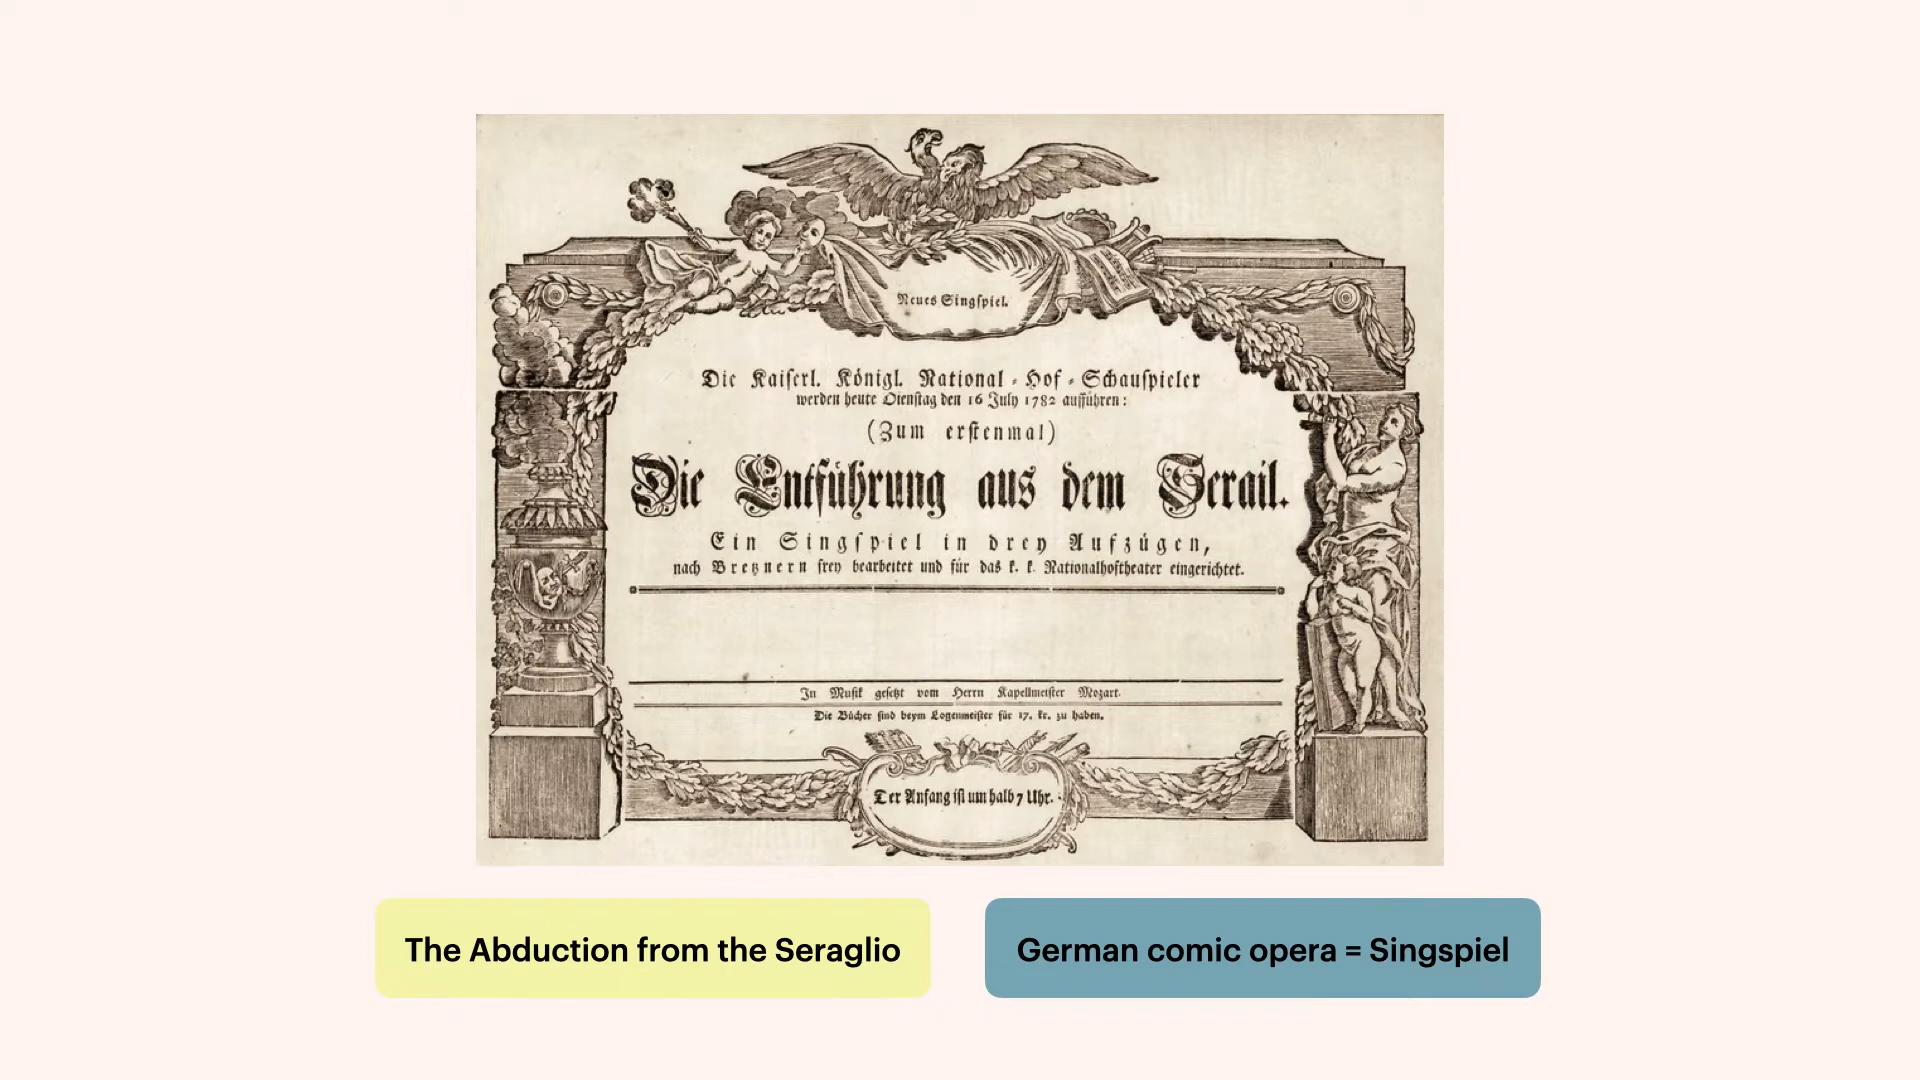 Neues Singſpiel.
Die Kaiſerl. Königl. National-Hof-Schauſpieler
werden heute Dienſtag den 16 July 1782 aufführen:
(Zum erſtenmal)
Die Entführung aus dem Serail.
Ein Singſpiel in drey Aufzügen,
nach Bretznern frey bearbeitet und für das k. k. Nationalhoftheater eingerichtet.
In Muſik geſetzt vom Herrn Kapellmeiſter Mozart.
Die Bücher ſind beym Logenmeiſter für 17. kr. zu haben.
Der Anfang iſt um halb 7 Uhr.
The Abduction from the Seraglio
German comic opera = Singspiel